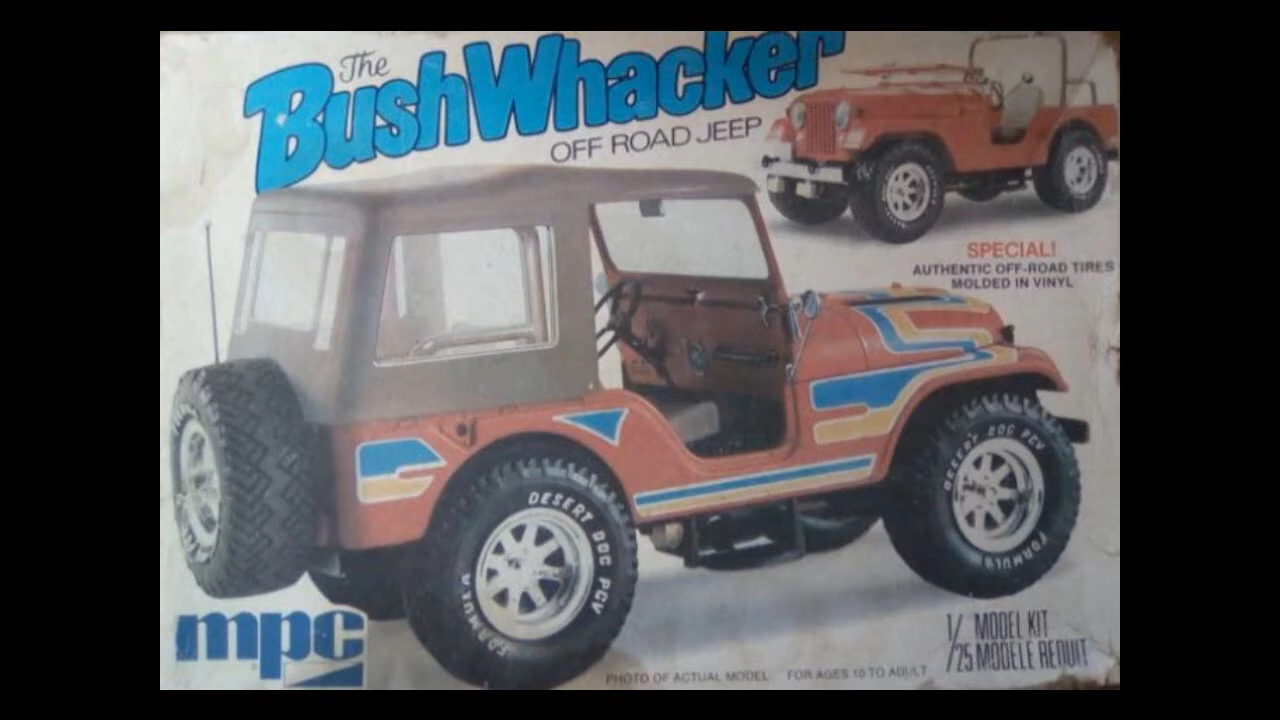 The
BushWhacker
OFF ROAD JEEP
SPECIAL!
AUTHENTIC OFF-ROAD TIRES
MOLDED IN VINYL
DESERT DOG PCV
FORMULA
DESERT DOG PCV
FORMULA
mpc
1/25 MODEL KIT
MODÈLE REDUIT
PHOTO OF ACTUAL MODEL FOR AGES 10 TO ADULT